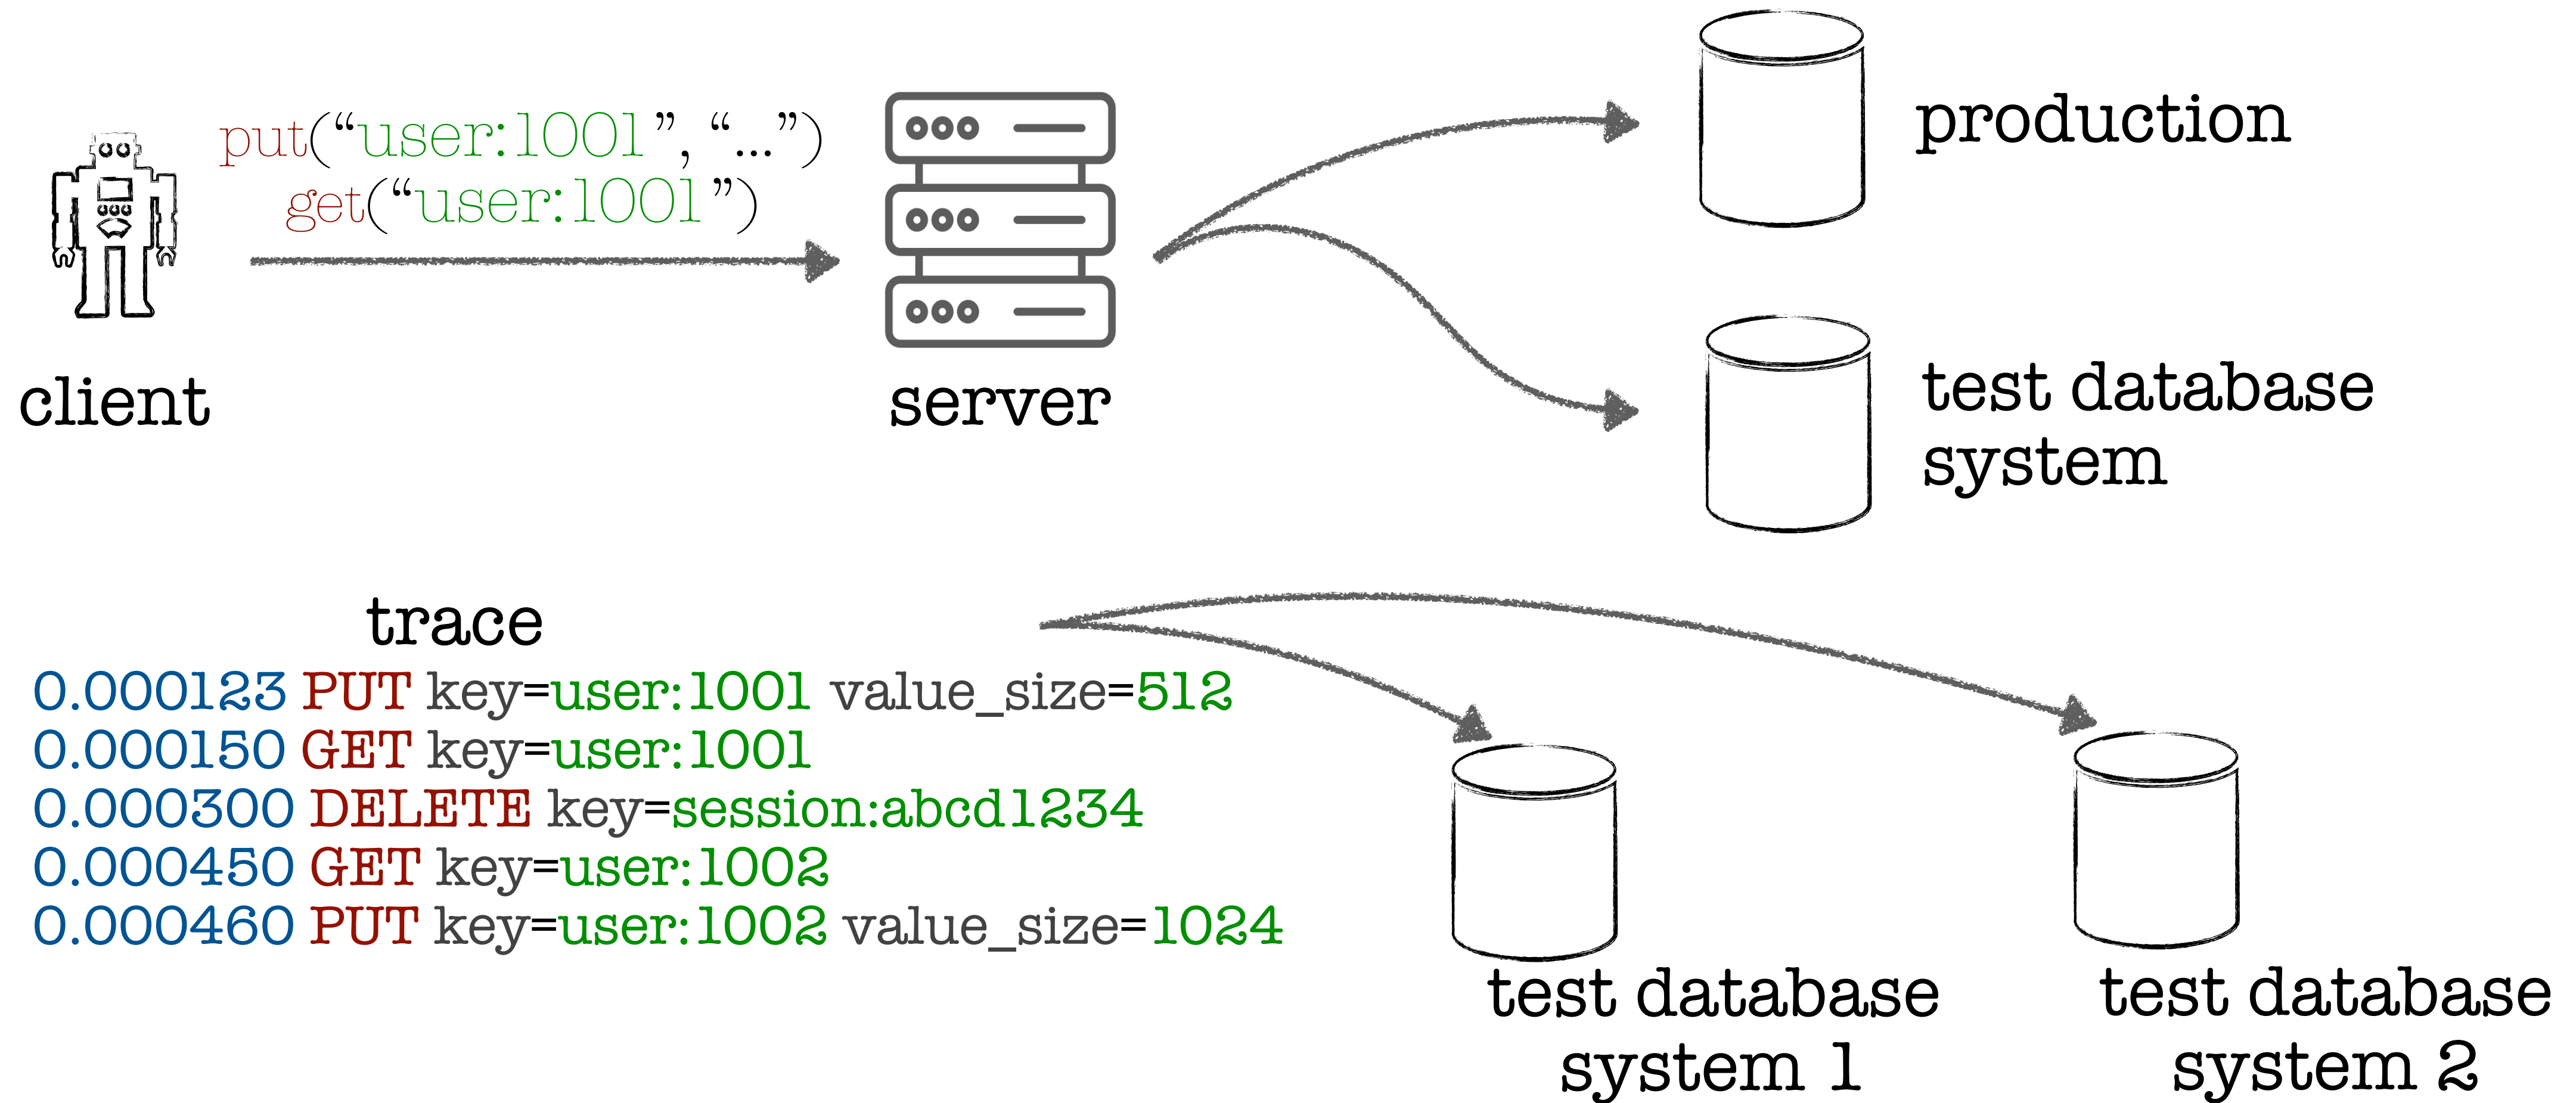 put(“user:1001”, “...”)
get(“user:1001”)
client
server
production
test database
system
trace
0.000123 PUT key=user:1001 value_size=512
0.000150 GET key=user:1001
0.000300 DELETE key=session:abcd1234
0.000450 GET key=user:1002
0.000460 PUT key=user:1002 value_size=1024
test database
system 1
test database
system 2